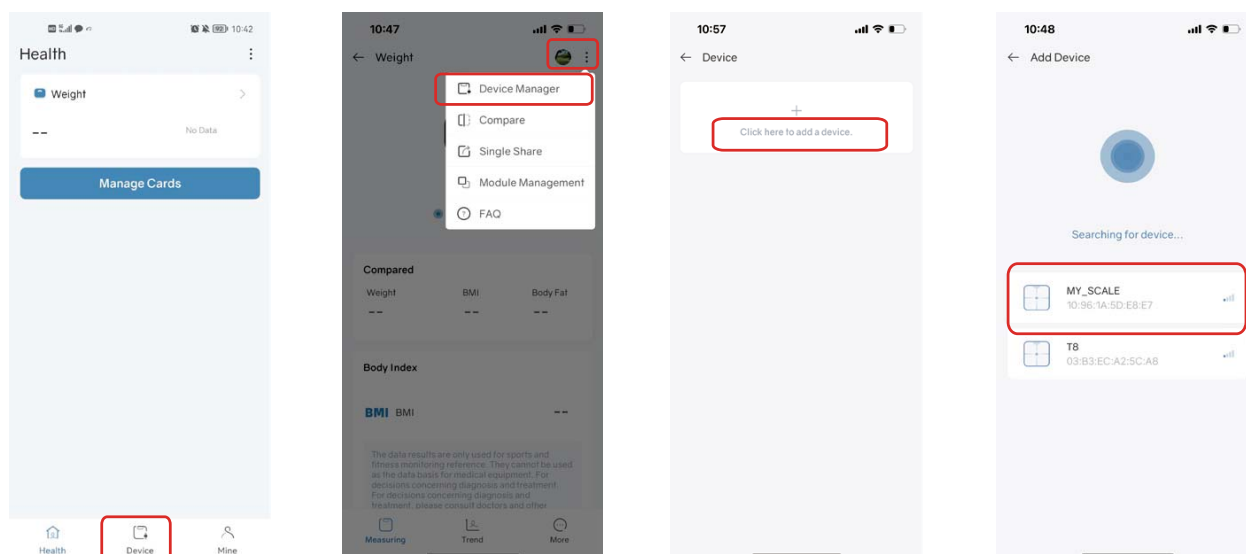 10:42
Health
Weight
--
No Data
Manage Cards
Health
Device
Mine
10:47
Weight
Device Manager
Compare
Single Share
Module Management
FAQ
Compared
Weight BMI Body Fat
-- -- --
Body Index
BMI BMI --
The data results are only used for sports and
fitness monitoring reference. They cannot be used
as the data basis for medical equipment. For
decisions concerning diagnosis and treatment.
For decisions concerning diagnosis and
treatment, please consult doctors and other
Measuring
Trend
More
10:57
Device
Click here to add a device.
10:48
Add Device
Searching for device...
MY_SCALE
10:96:1A:5D:E8:E7
T8
03:B3:EC:A2:5C:A8